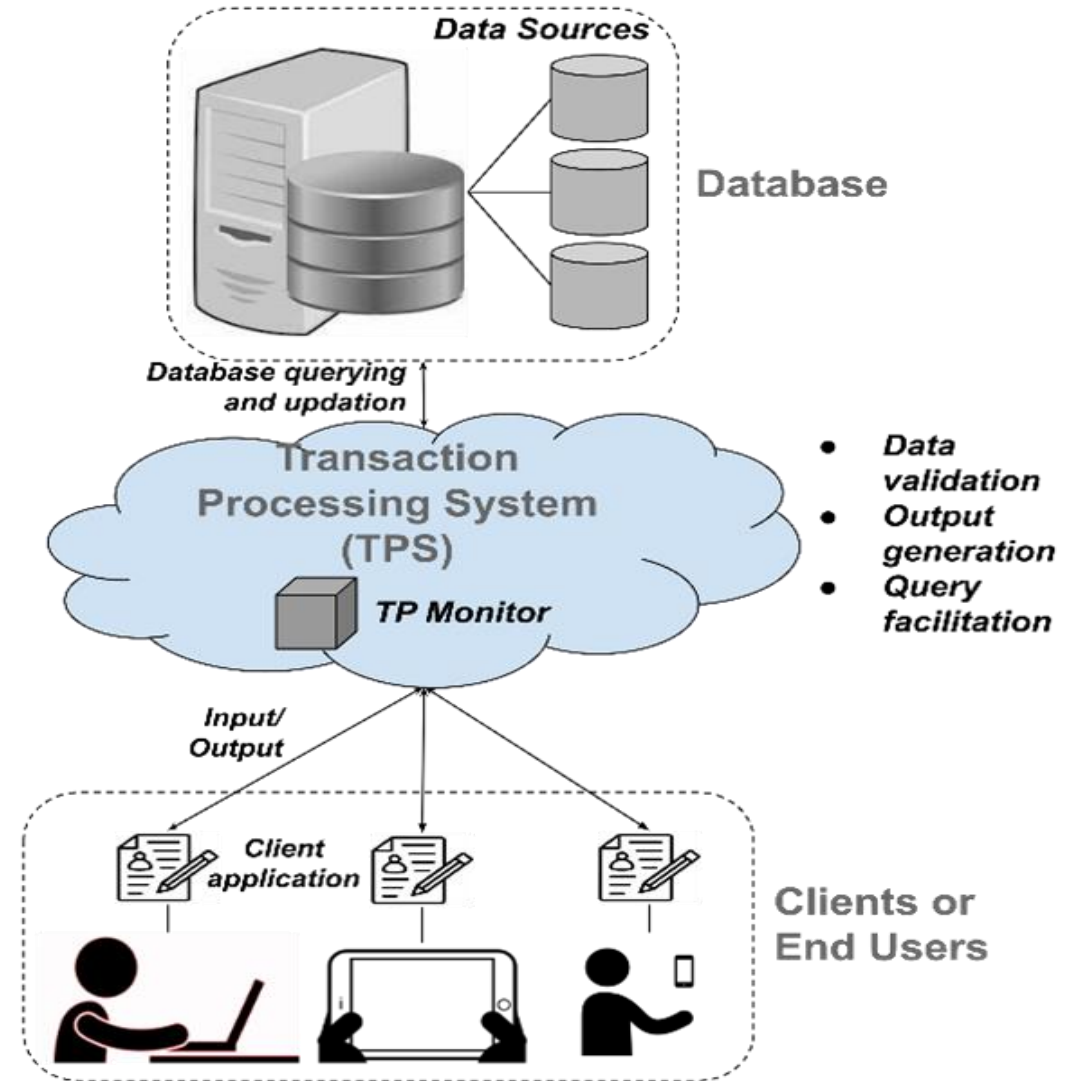 Data Sources
Database
Database querying
and updation
Transaction
Processing System
(TPS)
TP Monitor
● Data
validation
● Output
generation
● Query
facilitation
Input/
Output
Client
application
Clients or
End Users